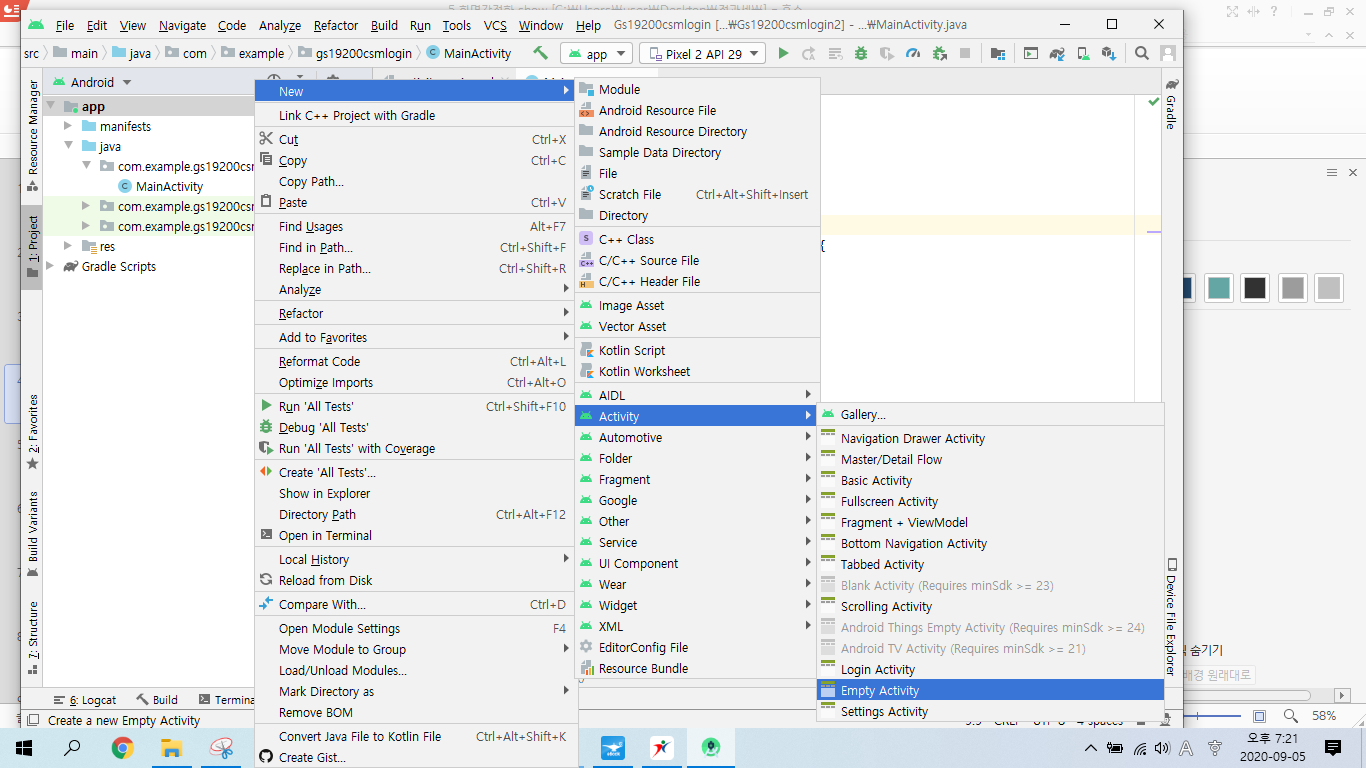 File Edit View Navigate Code Analyze Refactor Build Run Tools VCS Window Help Gs19200csmlogin [...₩Gs19200csmlogin2] - ...₩MainActivity.java
src main java com example gs19200csmlogin MainActivity app Pixel 2 API 29
Resource Manager
1: Project
2: Favorites
Build Variants
7: Structure
Android
app
manifests
java
com.example.gs19200csm
MainActivity
com.example.gs19200csm
com.example.gs19200csm
res
Gradle Scripts
New
Link C++ Project with Gradle
Cut Ctrl+X
Copy Ctrl+C
Copy Path...
Paste Ctrl+V
Find Usages Alt+F7
Find in Path... Ctrl+Shift+F
Replace in Path... Ctrl+Shift+R
Analyze
Refactor
Add to Favorites
Reformat Code Ctrl+Alt+L
Optimize Imports Ctrl+Alt+O
Run 'All Tests' Ctrl+Shift+F10
Debug 'All Tests'
Run 'All Tests' with Coverage
Create 'All Tests'...
Show in Explorer
Directory Path Ctrl+Alt+F12
Open in Terminal
Local History
Reload from Disk
Compare With... Ctrl+D
Open Module Settings F4
Move Module to Group
Load/Unload Modules...
Mark Directory as
Remove BOM
Convert Java File to Kotlin File Ctrl+Alt+Shift+K
Create Gist...
Module
Android Resource File
Android Resource Directory
Sample Data Directory
File
Scratch File Ctrl+Alt+Shift+Insert
Directory
C++ Class
C/C++ Source File
C/C++ Header File
Image Asset
Vector Asset
Kotlin Script
Kotlin Worksheet
AIDL
Activity
Automotive
Folder
Fragment
Google
Other
Service
UI Component
Wear
Widget
XML
EditorConfig File
Resource Bundle
{
Gallery...
Navigation Drawer Activity
Master/Detail Flow
Basic Activity
Fullscreen Activity
Fragment + ViewModel
Bottom Navigation Activity
Tabbed Activity
Blank Activity (Requires minSdk >= 23)
Scrolling Activity
Android Things Empty Activity (Requires minSdk >= 24)
Android TV Activity (Requires minSdk >= 21)
Login Activity
Empty Activity
Settings Activity
Gradle
Device File Explorer
숨기기
배경 원래대로
6: Logcat Build Termina
Create a new Empty Activity
58%
오후 7:21
2020-09-05